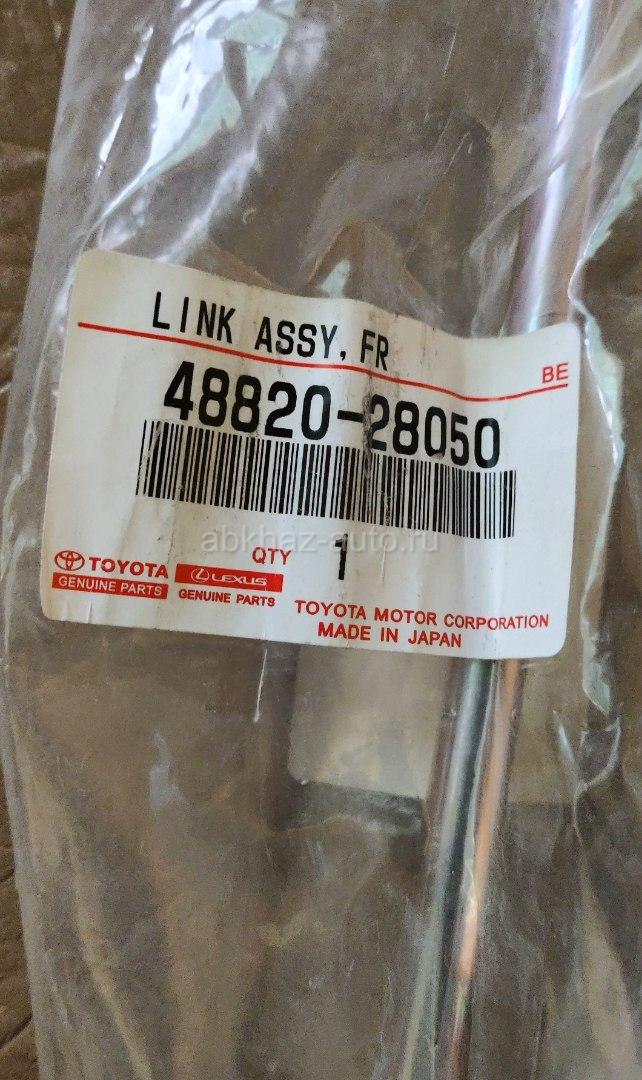 LINK ASSY, FR
BE
48820-28050
abkhaz-auto.ru
QTY 1
TOYOTA LEXUS
GENUINE PARTS GENUINE PARTS
TOYOTA MOTOR CORPORATION
MADE IN JAPAN